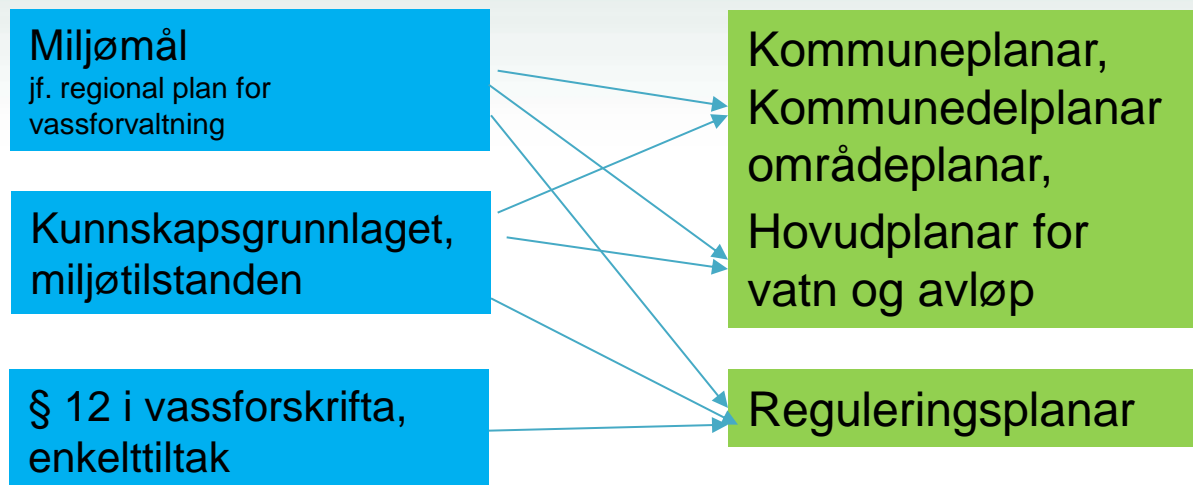 Miljømål
jf. regional plan for
vassforvaltning
Kunnskapsgrunnlaget,
miljøtilstanden
§ 12 i vassforskrifta,
enkelttiltak
Kommuneplanar,
Kommunedelplanar
områdeplanar,
Hovudplanar for
vatn og avløp
Reguleringsplanar